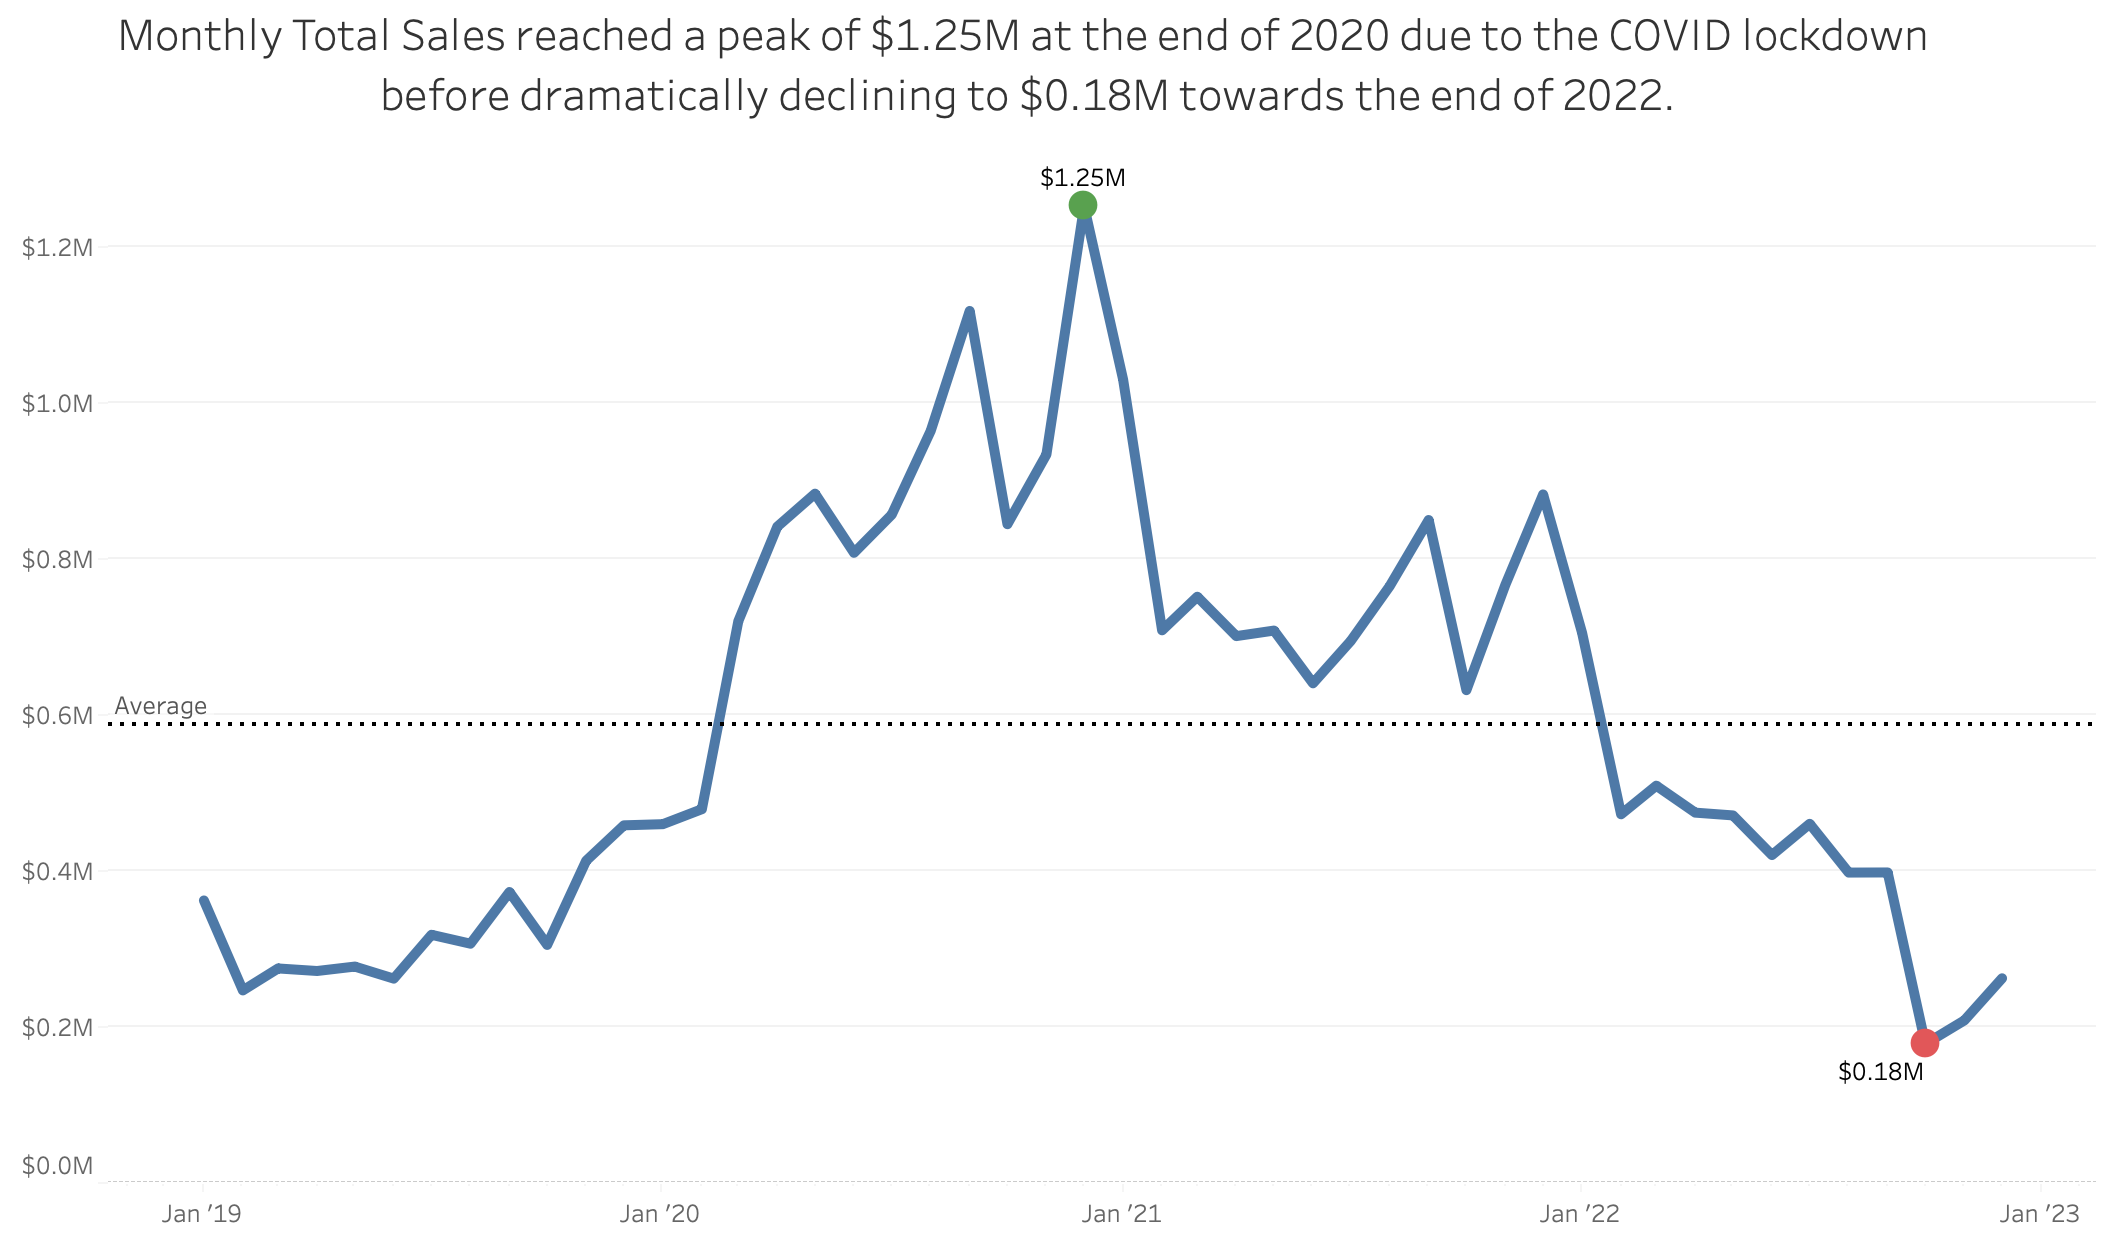 Monthly Total Sales reached a peak of $1.25M at the end of 2020 due to the COVID lockdown
before dramatically declining to $0.18M towards the end of 2022.
$1.25M
$1.2M
$1.0M
$0.8M
Average
$0.6M
$0.4M
$0.2M
$0.18M
$0.0M
Jan '19 Jan '20 Jan '21 Jan '22 Jan '23